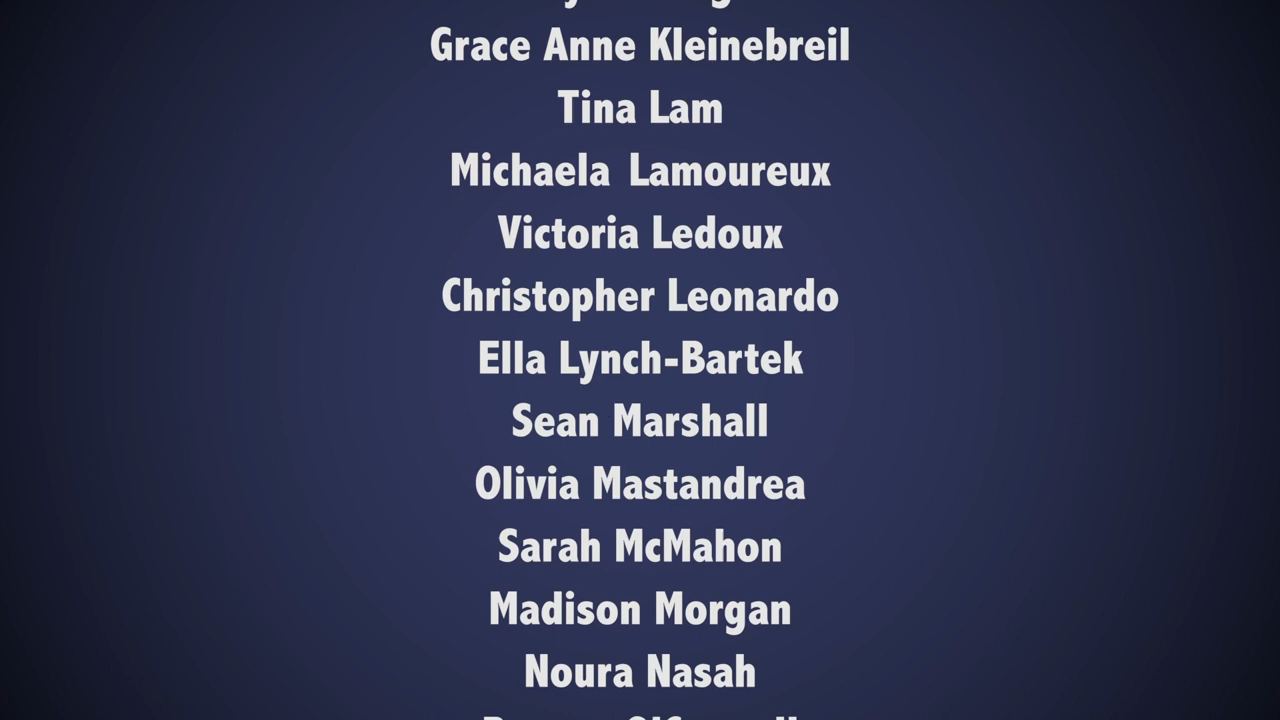 Grace Anne Kleinebreil
Tina Lam
Michaela Lamoureux
Victoria Ledoux
Christopher Leonardo
Ella Lynch-Bartek
Sean Marshall
Olivia Mastandrea
Sarah McMahon
Madison Morgan
Noura Nasah